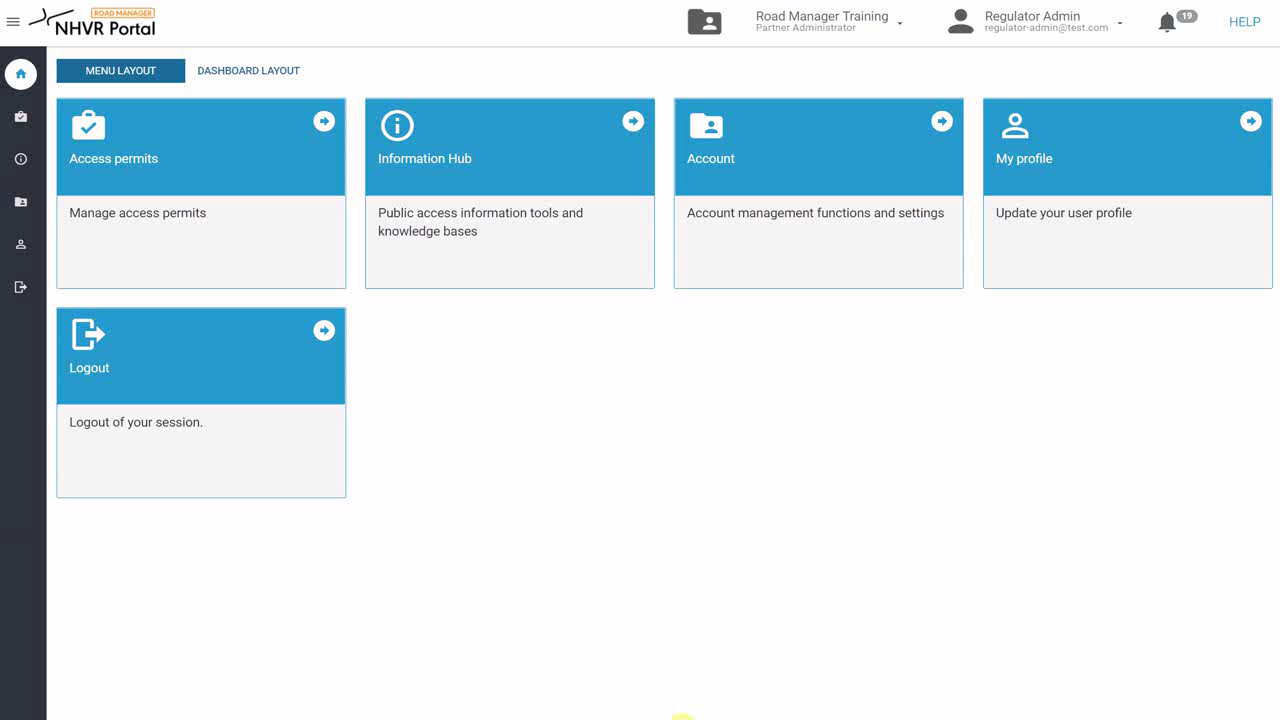 ROAD MANAGER
NHVR Portal
Road Manager Training
Partner Administrator
Regulator Admin
regulator-admin@test.com
19
HELP
MENU LAYOUT
DASHBOARD LAYOUT
Access permits
Manage access permits
Information Hub
Public access information tools and
knowledge bases
Account
Account management functions and settings
My profile
Update your user profile
Logout
Logout of your session.